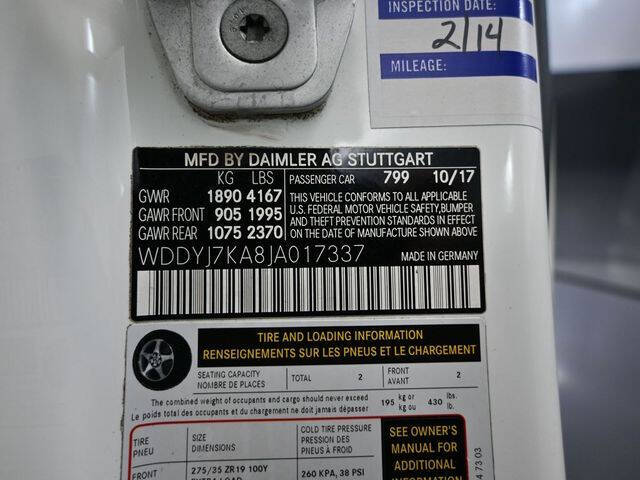 INSPECTION DATE:
2/14
MILEAGE:
MFD BY DAIMLER AG STUTTGART
KG LBS PASSENGER CAR 799 10/17
GVWR 1890 4167
GAWR FRONT 905 1995
GAWR REAR 1075 2370
THIS VEHICLE CONFORMS TO ALL APPLICABLE
U.S. FEDERAL MOTOR VEHICLE SAFETY, BUMPER
AND THEFT PREVENTION STANDARDS IN EFFECT
ON THE DATE OF MANUFACTURE SHOWN ABOVE
WDDYJ7KA8JA017337 MADE IN GERMANY
TIRE AND LOADING INFORMATION
RENSEIGNEMENTS SUR LES PNEUS ET LE CHARGEMENT
SEATING CAPACITY
NOMBRE DE PLACES
TOTAL 2
FRONT
AVANT
2
The combined weight of occupants and cargo should never exceed
Le poids total des occupants et du chargement ne doit jamais dépasser
195 kg or
kg ou
430 lbs.
lb.
TIRE
PNEU
SIZE
DIMENSIONS
COLD TIRE PRESSURE
PRESSION DES PNEUS
SEE OWNER'S
MANUAL FOR
ADDITIONAL
INFORMATION
FRONT
275/35 ZR19 100Y
EXTRA LOAD
260 KPA, 38 PSI
4 73 03